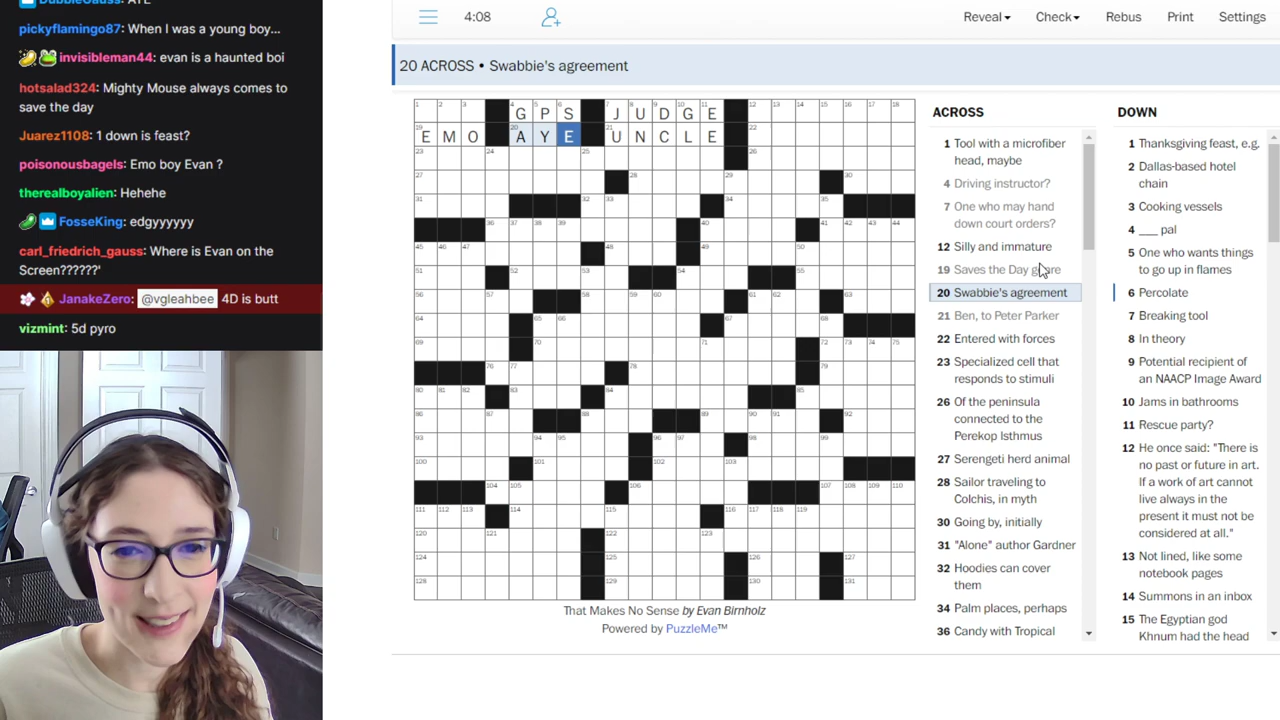 pickyflamingo87: When I was a young boy...
invisibleman44: evan is a haunted boi
hotsalad324: Mighty Mouse always comes to
save the day
Juarez1108: 1 down is feast?
poisonousbagels: Emo boy Evan ?
therealboyalien: Hehehe
FosseKing: edgyyyyyy
carl_friedrich_gauss: Where is Evan on the
Screen??????'
JanakeZero: @vgleahbee 4D is butt
vizmint: 5d pyro
4:08
Reveal
Check
Rebus
Print
Settings
20 ACROSS • Swabbie's agreement
G P S J U D G E
E M O A Y E U N C L E
That Makes No Sense by Evan Birnholz
Powered by PuzzleMe™
ACROSS
1 Tool with a microfiber
head, maybe
4 Driving instructor?
7 One who may hand
down court orders?
12 Silly and immature
19 Saves the Day genre
20 Swabbie's agreement
21 Ben, to Peter Parker
22 Entered with forces
23 Specialized cell that
responds to stimuli
26 Of the peninsula
connected to the
Perekop Isthmus
27 Serengeti herd animal
28 Sailor traveling to
Colchis, in myth
30 Going by, initially
31 "Alone" author Gardner
32 Hoodies can cover
them
34 Palm places, perhaps
36 Candy with Tropical
DOWN
1 Thanksgiving feast, e.g.
2 Dallas-based hotel
chain
3 Cooking vessels
4 ___ pal
5 One who wants things
to go up in flames
6 Percolate
7 Breaking tool
8 In theory
9 Potential recipient of
an NAACP Image Award
10 Jams in bathrooms
11 Rescue party?
12 He once said: "There is
no past or future in art.
If a work of art cannot
live always in the
present it must not be
considered at all."
13 Not lined, like some
notebook pages
14 Summons in an inbox
15 The Egyptian god
Khnum had the head